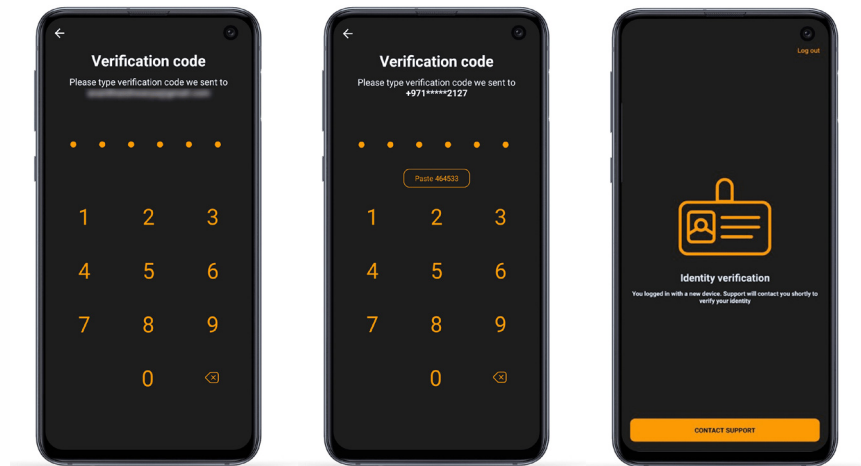 Verification code
Please type verification code we sent to
1 2 3
4 5 6
7 8 9
0
Verification code
Please type verification code we sent to
+971*****2127
Paste 464533
1 2 3
4 5 6
7 8 9
0
Log out
Identity verification
You logged in with a new device. Support will contact you shortly to
verify your identity
CONTACT SUPPORT